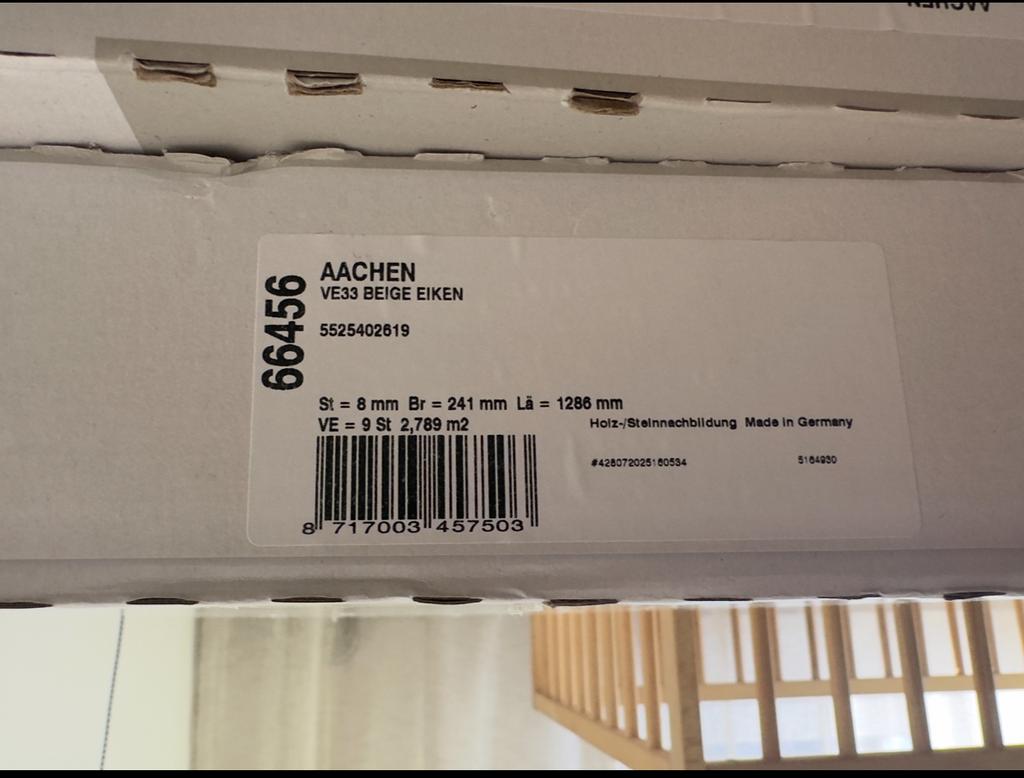 AACHEN
66456
AACHEN
VE33 BEIGE EIKEN
5525402619
St = 8 mm Br = 241 mm Lä = 1286 mm
VE = 9 St 2,789 m2
Holz-/Steinnachbildung Made in Germany
#428072025160534 5164930
8 717003 457503